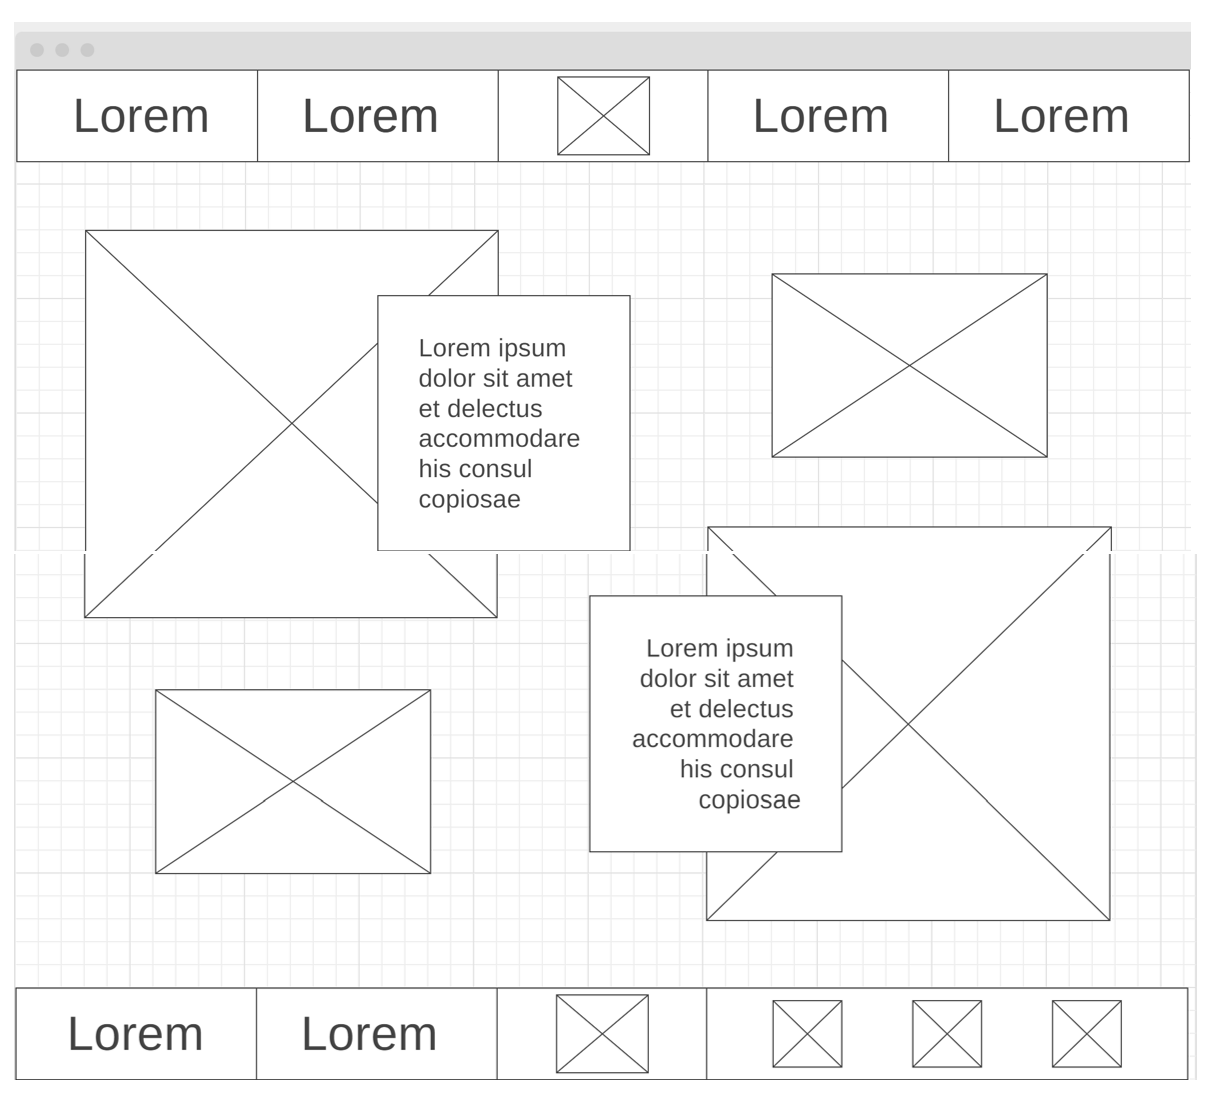 Lorem
Lorem
Lorem
Lorem
Lorem ipsum
dolor sit amet
et delectus
accommodare
his consul
copiosae
Lorem ipsum
dolor sit amet
et delectus
accommodare
his consul
copiosae
Lorem
Lorem